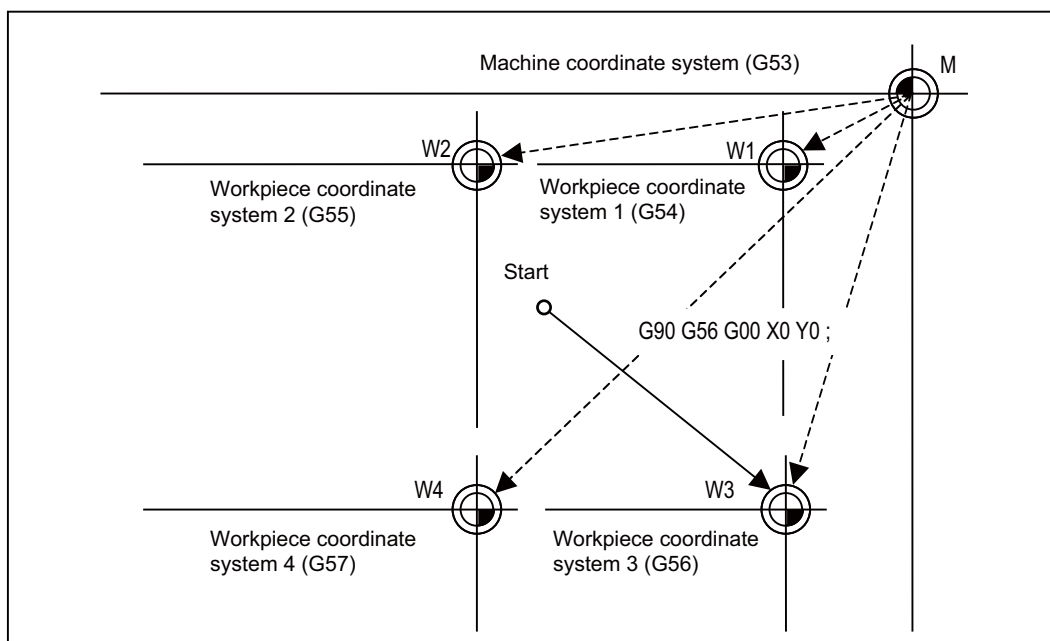 Machine coordinate system (G53)
M
W2
W1
Workpiece coordinate
system 2 (G55)
Workpiece coordinate
system 1 (G54)
Start
G90 G56 G00 X0 Y0 ;
W4
W3
Workpiece coordinate
system 4 (G57)
Workpiece coordinate
system 3 (G56)